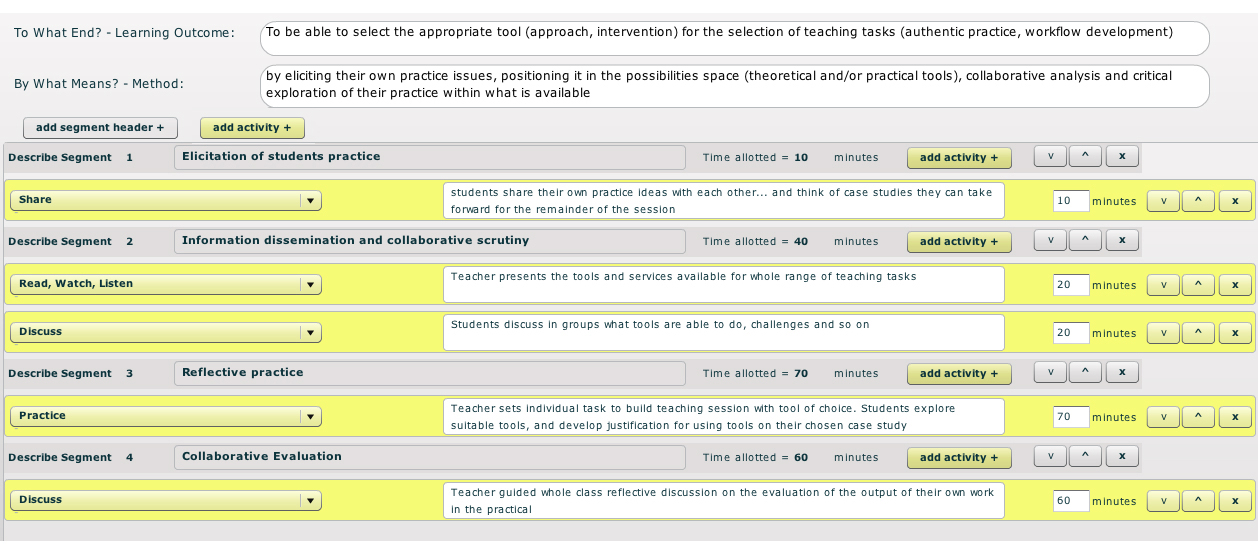 To What End? - Learning Outcome:
To be able to select the appropriate tool (approach, intervention) for the selection of teaching tasks (authentic practice, workflow development)
By What Means? - Method:
by eliciting their own practice issues, positioning it in the possibilities space (theoretical and/or practical tools), collaborative analysis and critical
exploration of their practice within what is available
add segment header + add activity +
Describe Segment 1 Elicitation of students practice Time allotted = 10 minutes add activity + v ^ x
Share
students share their own practice ideas with each other... and think of case studies they can take
forward for the remainder of the session
10 minutes v ^ x
Describe Segment 2 Information dissemination and collaborative scrutiny Time allotted = 40 minutes add activity + v ^ x
Read, Watch, Listen
Teacher presents the tools and services available for whole range of teaching tasks
20 minutes v ^ x
Discuss
Students discuss in groups what tools are able to do, challenges and so on
20 minutes v ^ x
Describe Segment 3 Reflective practice Time allotted = 70 minutes add activity + v ^ x
Practice
Teacher sets individual task to build teaching session with tool of choice. Students explore
suitable tools, and develop justification for using tools on their chosen case study
70 minutes v ^ x
Describe Segment 4 Collaborative Evaluation Time allotted = 60 minutes add activity + v ^ x
Discuss
Teacher guided whole class reflective discussion on the evaluation of the output of their own work
in the practical
60 minutes v ^ x